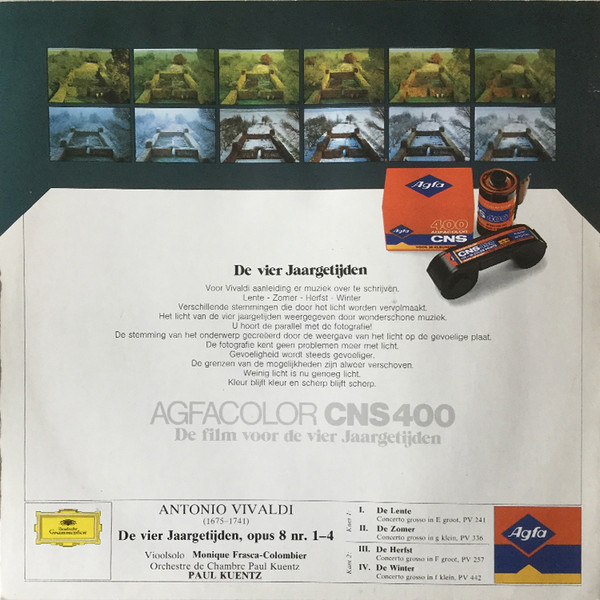 Agfa
400
AGFACOLOR
CNS
CNS 400
De vier Jaargetijden
Voor Vivaldi aanleiding er muziek over te schrijven.
Lente - Zomer - Herfst - Winter
Verschillende stemmingen die door het licht worden vervolmaakt.
Het licht van de vier jaargetijden weergegeven door wonderschone muziek.
U hoort de parallel met de fotografie!
De stemming van het onderwerp gecreëerd door de weergave van het licht op de gevoelige plaat.
De fotografie kent geen problemen meer met licht.
Gevoeligheid wordt steeds gevoeliger.
De grenzen van de mogelijkheden zijn alweer verschoven.
Weinig licht is nu genoeg licht.
Kleur blijft kleur en scherp blijft scherp.
AGFACOLOR CNS400
De film voor de vier Jaargetijden
Deutsche
Grammophon
ANTONIO VIVALDI
(1675-1741)
De vier Jaargetijden, opus 8 nr. 1-4
Vioolsolo Monique Frasca-Colombier
Orchestre de Chambre Paul Kuentz
PAUL KUENTZ
Kant 1:
I. De Lente
Concerto grosso in E groot, PV 241
II. De Zomer
Concerto grosso in g klein, PV 336
Kant 2:
III. De Herfst
Concerto grosso in F groot, PV 257
IV. De Winter
Concerto grosso in f klein, PV 442
Agfa